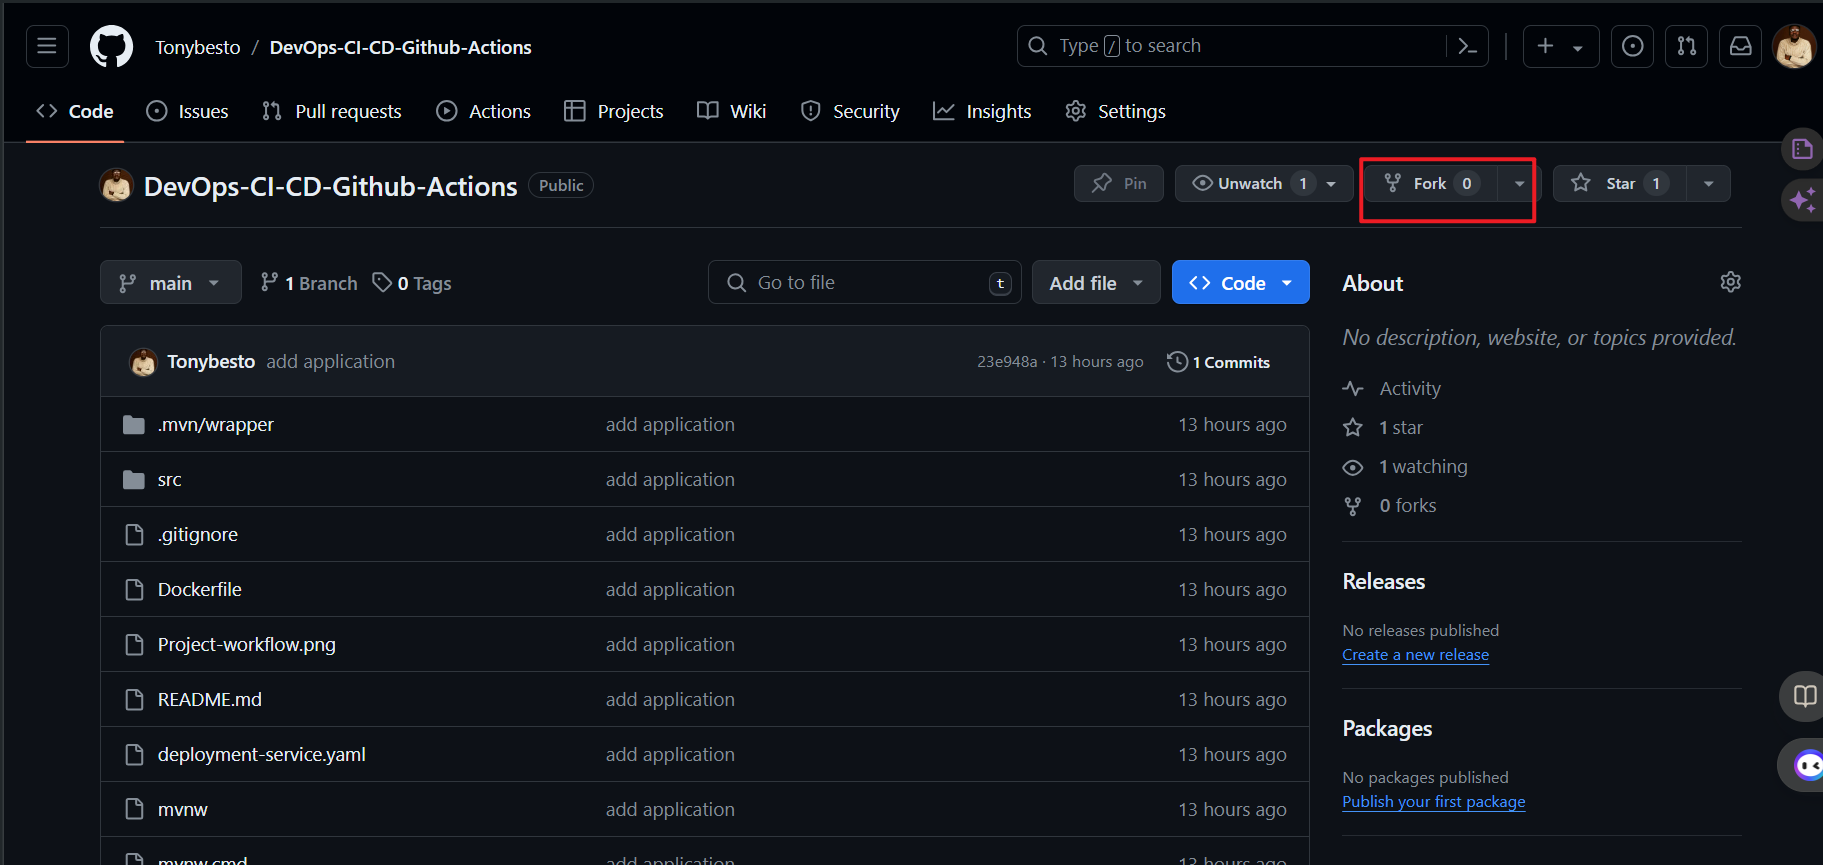 Tonybesto / DevOps-CI-CD-Github-Actions
Type / to search
Code Issues Pull requests Actions Projects Wiki Security Insights Settings
DevOps-CI-CD-Github-Actions Public
Pin Unwatch 1 Fork 0 Star 1
main 1 Branch 0 Tags
Go to file t Add file Code
Tonybesto add application 23e948a · 13 hours ago 1 Commits
.mvn/wrapper add application 13 hours ago
src add application 13 hours ago
.gitignore add application 13 hours ago
Dockerfile add application 13 hours ago
Project-workflow.png add application 13 hours ago
README.md add application 13 hours ago
deployment-service.yaml add application 13 hours ago
mvnw add application 13 hours ago
mvnw.cmd add application 13 hours ago
About
No description, website, or topics provided.
Activity
1 star
1 watching
0 forks
Releases
No releases published
Create a new release
Packages
No packages published
Publish your first package